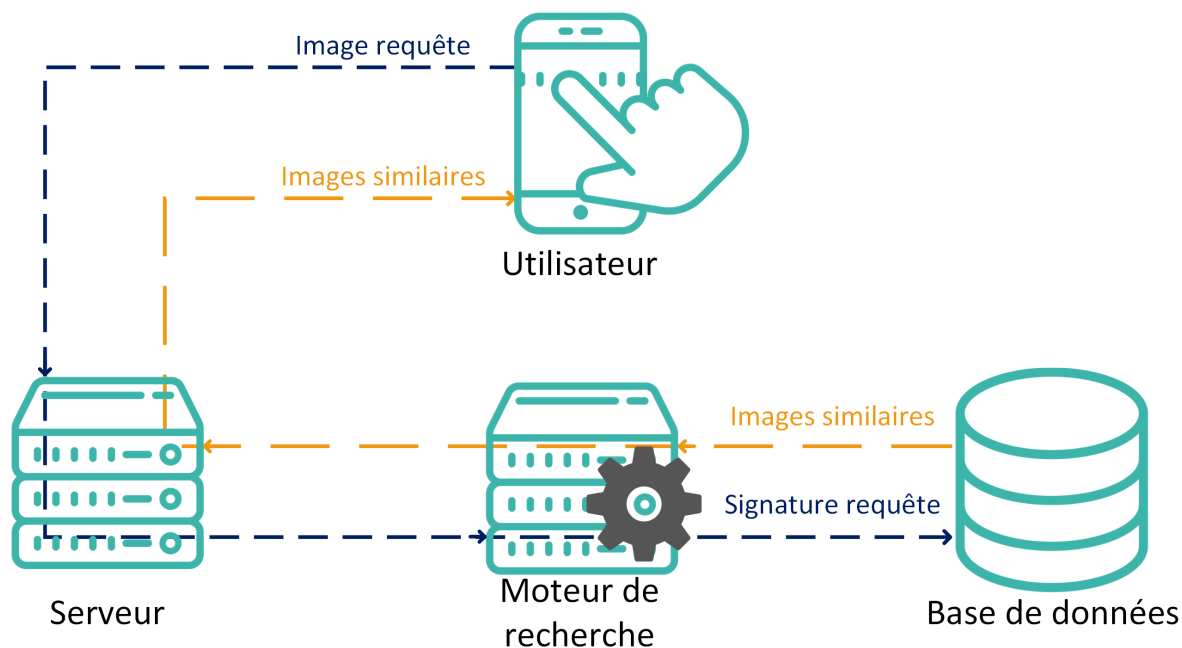 Image requête
Images similaires
Utilisateur
Images similaires
Signature requête
Serveur
Moteur de
recherche
Base de données